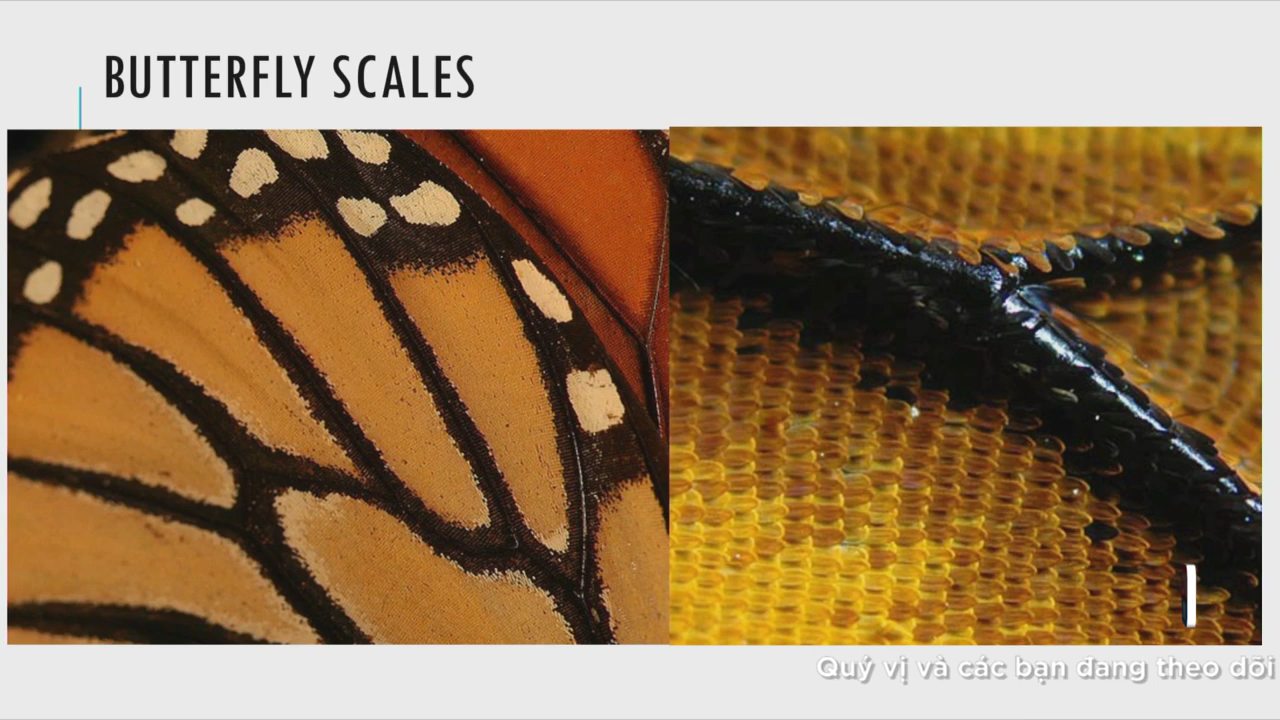 BUTTERFLY SCALES
Quý vị và các bạn đang theo dõi